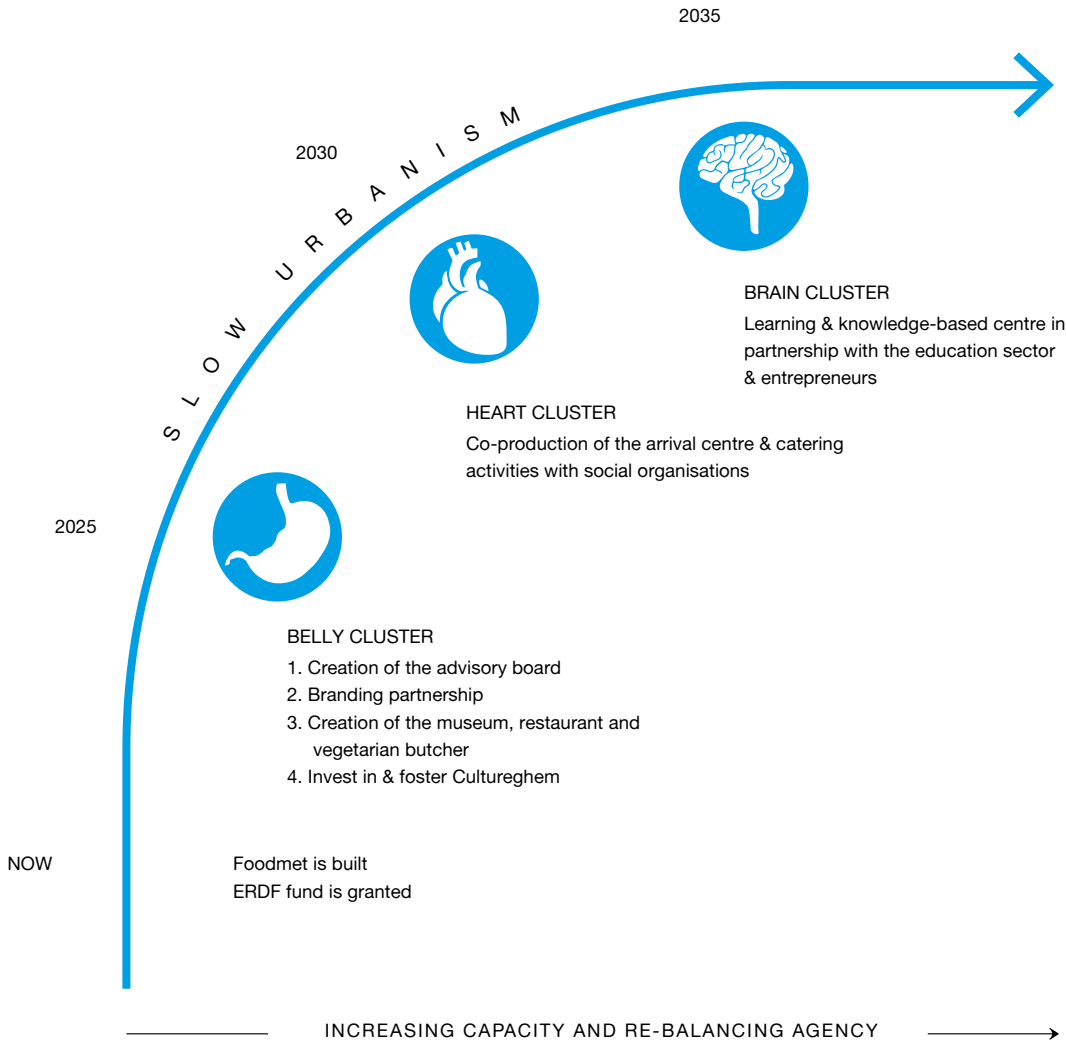 2035
2030
SLOW URBANISM
BRAIN CLUSTER
Learning & knowledge-based centre in
partnership with the education sector
& entrepreneurs
HEART CLUSTER
Co-production of the arrival centre & catering
activities with social organisations
2025
BELLY CLUSTER
1. Creation of the advisory board
2. Branding partnership
3. Creation of the museum, restaurant and
vegetarian butcher
4. Invest in & foster Cultureghem
NOW
Foodmet is built
ERDF fund is granted
INCREASING CAPACITY AND RE-BALANCING AGENCY